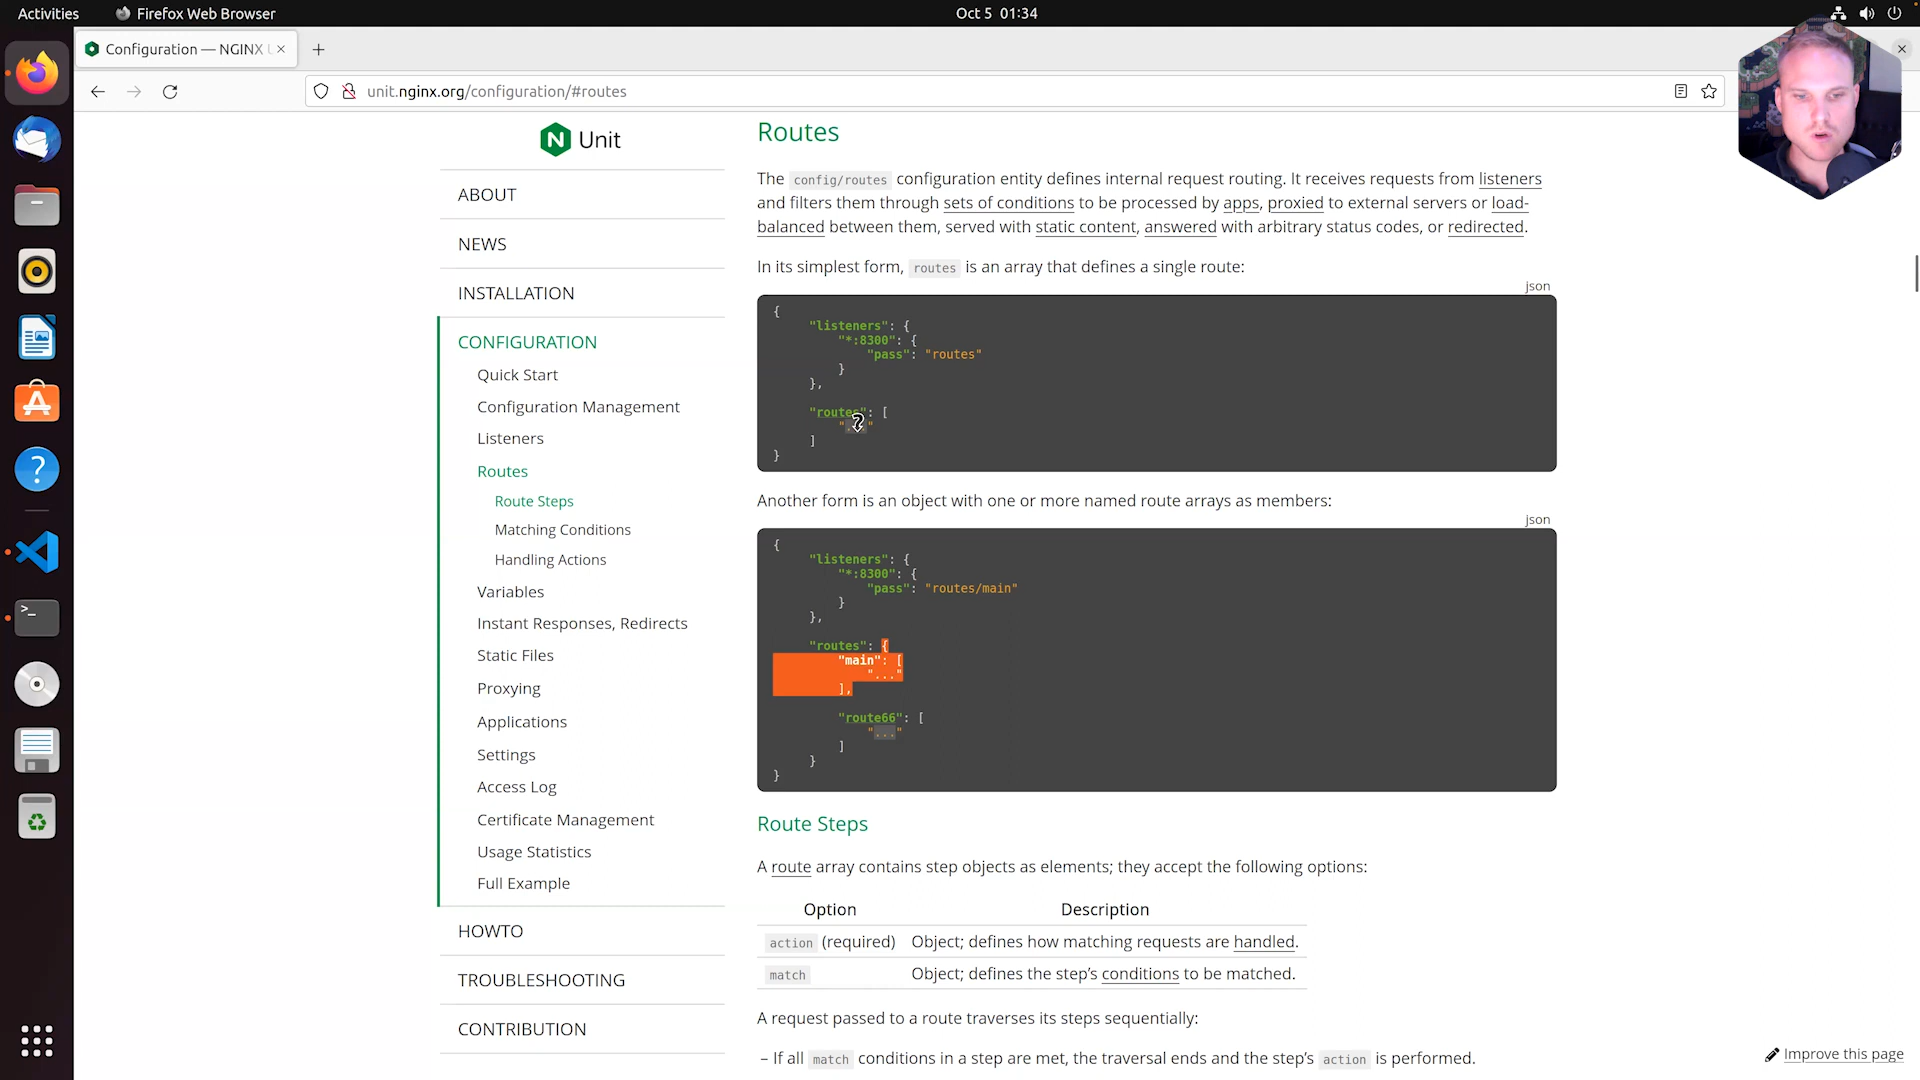 Activities
Firefox Web Browser
Oct 5 01:34
Configuration — NGINX
unit.nginx.org/configuration/#routes
Unit
ABOUT
NEWS
INSTALLATION
CONFIGURATION
Quick Start
Configuration Management
Listeners
Routes
Route Steps
Matching Conditions
Handling Actions
Variables
Instant Responses, Redirects
Static Files
Proxying
Applications
Settings
Access Log
Certificate Management
Usage Statistics
Full Example
HOWTO
TROUBLESHOOTING
CONTRIBUTION
Routes
The config/routes configuration entity defines internal request routing. It receives requests from listeners
and filters them through sets of conditions to be processed by apps, proxied to external servers or load-
balanced between them, served with static content, answered with arbitrary status codes, or redirected.
In its simplest form, routes is an array that defines a single route:
json
{
"listeners": {
"*:8300": {
"pass": "routes"
}
},
"routes": [
"..."
]
}
Another form is an object with one or more named route arrays as members:
json
{
"listeners": {
"*:8300": {
"pass": "routes/main"
}
},
"routes": {
"main": [
"..."
],
"route66": [
"..."
]
}
}
Route Steps
A route array contains step objects as elements; they accept the following options:
Option Description
action (required) Object; defines how matching requests are handled.
match Object; defines the step's conditions to be matched.
A request passed to a route traverses its steps sequentially:
– If all match conditions in a step are met, the traversal ends and the step's action is performed.
Improve this page